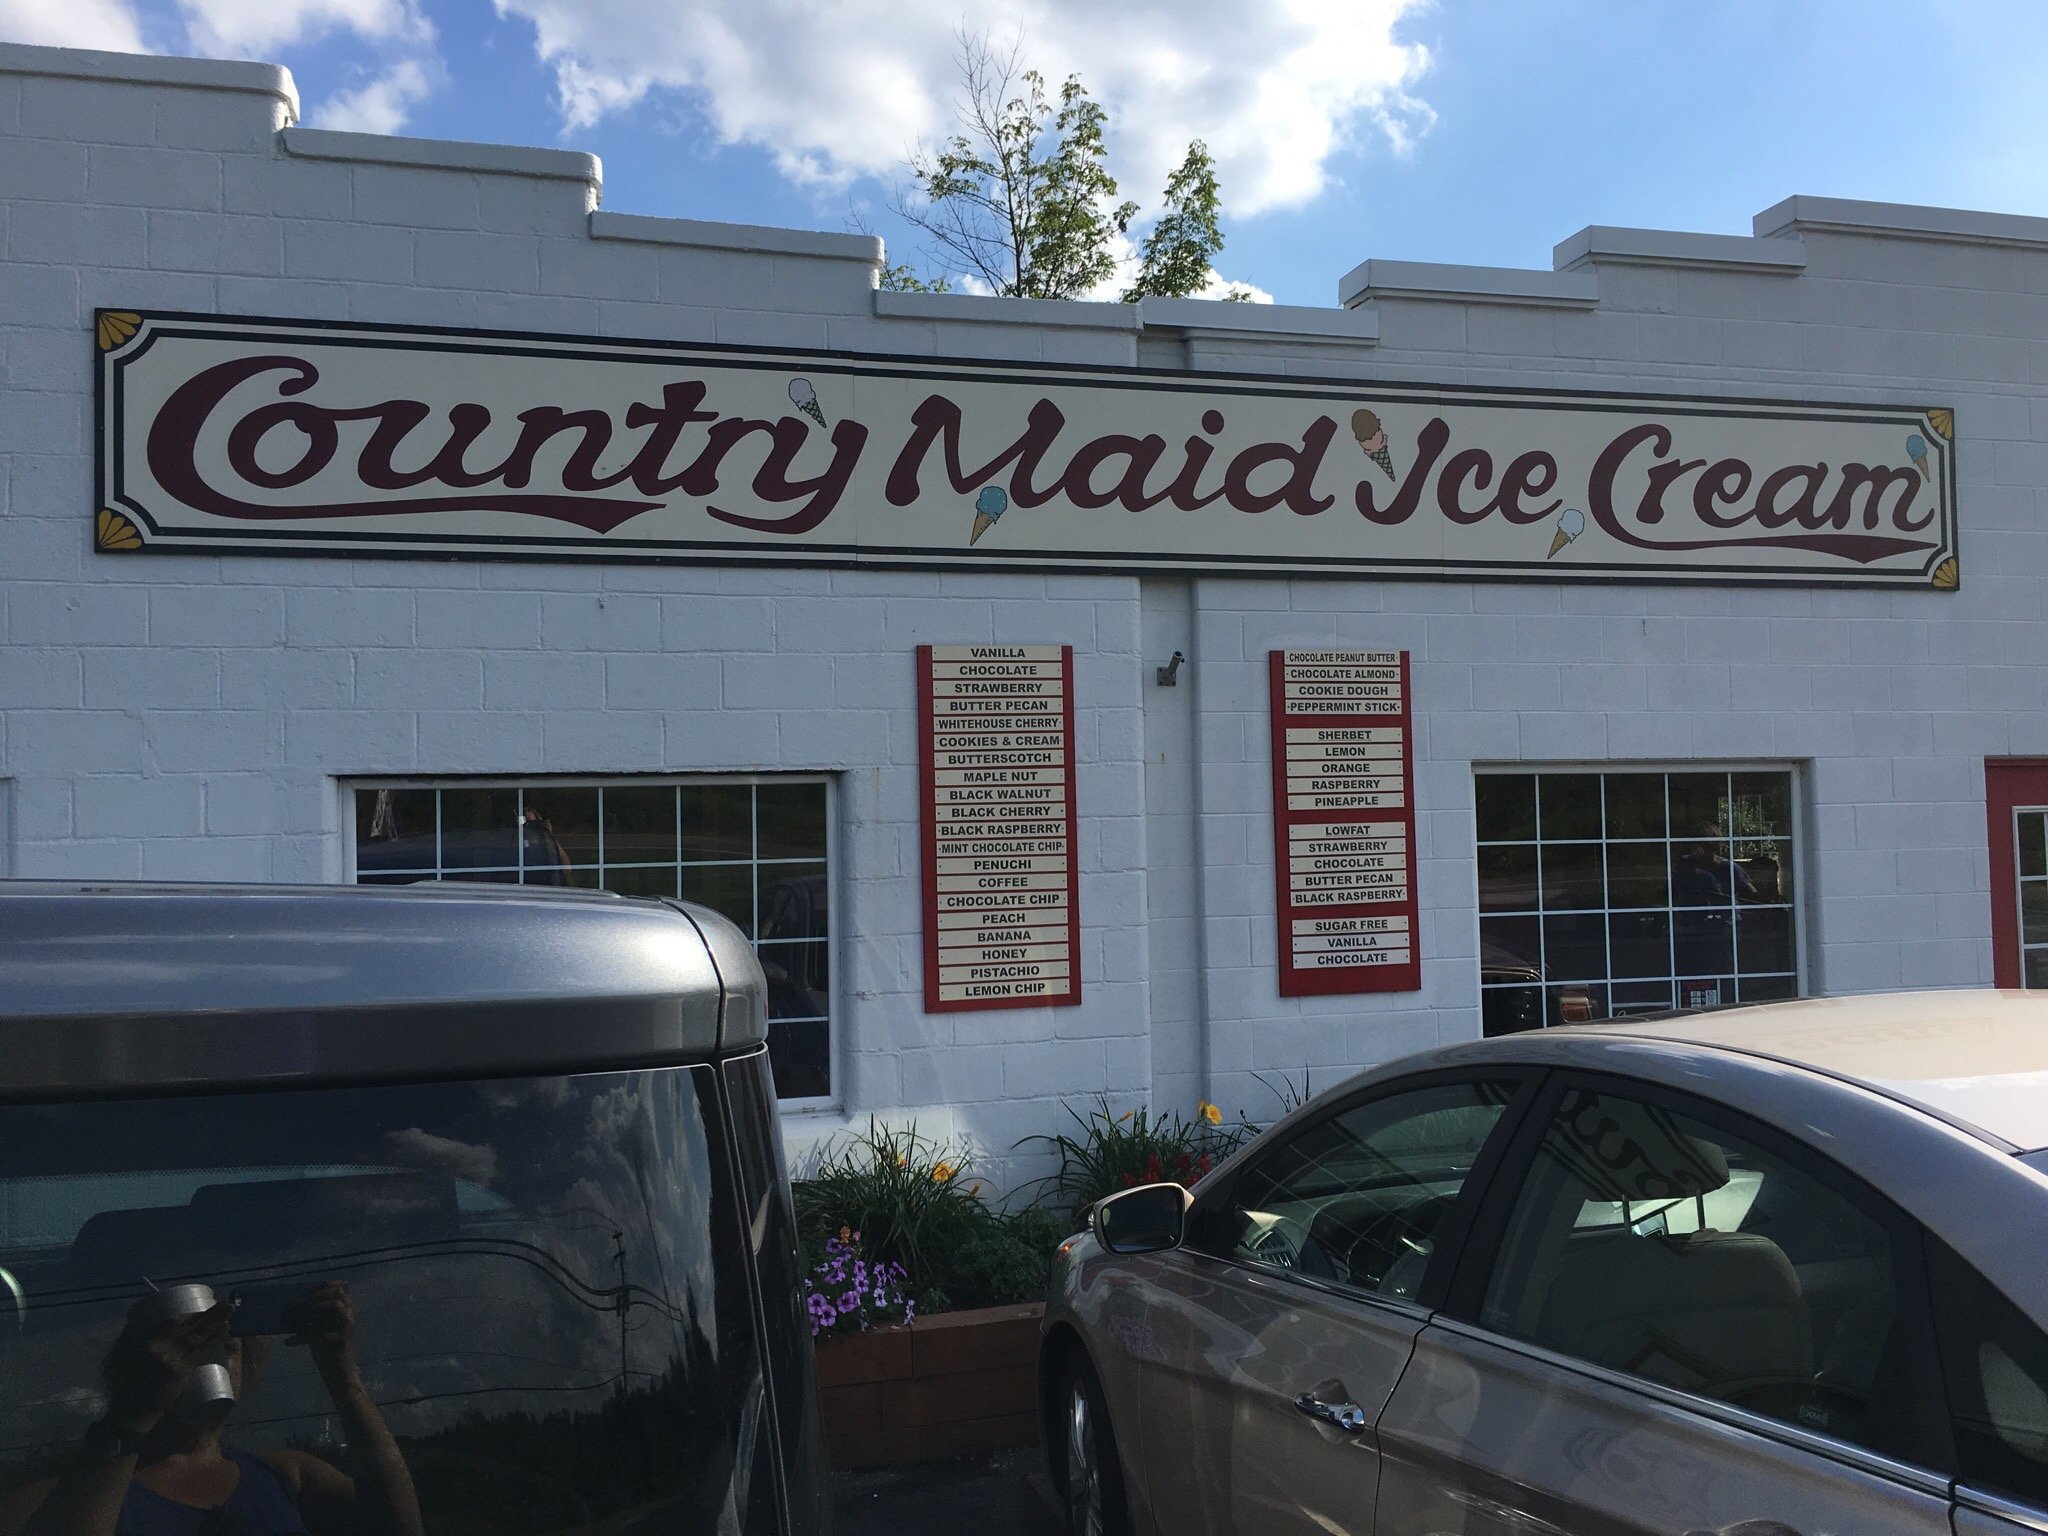 Country Maid Ice Cream
VANILLA
CHOCOLATE
STRAWBERRY
BUTTER PECAN
WHITEHOUSE CHERRY
COOKIES & CREAM
BUTTERSCOTCH
MAPLE NUT
BLACK WALNUT
BLACK CHERRY
BLACK RASPBERRY
MINT CHOCOLATE CHIP
PENUCHI
COFFEE
CHOCOLATE CHIP
PEACH
BANANA
HONEY
PISTACHIO
LEMON CHIP
CHOCOLATE PEANUT BUTTER
CHOCOLATE ALMOND
COOKIE DOUGH
PEPPERMINT STICK
SHERBET
LEMON
ORANGE
RASPBERRY
PINEAPPLE
LOWFAT
STRAWBERRY
CHOCOLATE
BUTTER PECAN
BLACK RASPBERRY
SUGAR FREE
VANILLA
CHOCOLATE